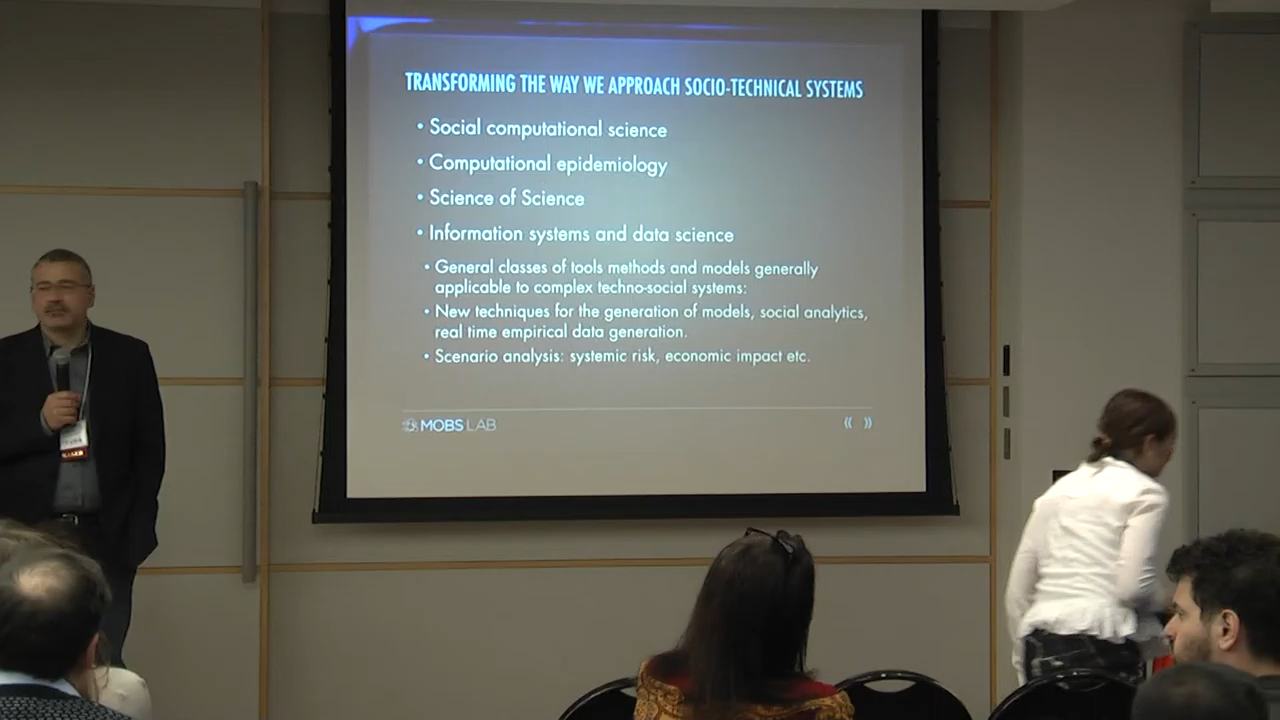 TRANSFORMING THE WAY WE APPROACH SOCIO-TECHNICAL SYSTEMS
• Social computational science
• Computational epidemiology
• Science of Science
• Information systems and data science
• General classes of tools methods and models generally
applicable to complex techno-social systems:
• New techniques for the generation of models, social analytics,
real time empirical data generation.
• Scenario analysis: systemic risk, economic impact etc.
MOBS LAB